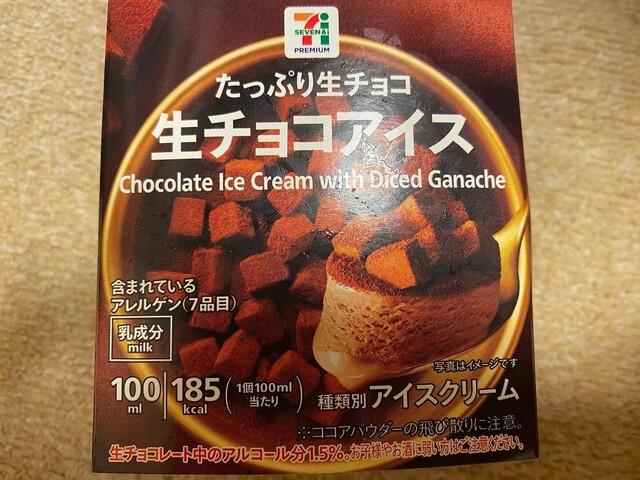 SEVEN&i
PREMIUM
たっぷり生チョコ
生チョコアイス
Chocolate Ice Cream with Diced Ganache
含まれている
アレルゲン(7品目)
乳成分
milk
写真はイメージです
100ml
185kcal
(1個100ml当たり)
種類別 アイスクリーム
※ココアパウダーの飛び散りに注意。
生チョコレート中のアルコール分1.5%。お子様やお酒に弱い方はご注意ください。